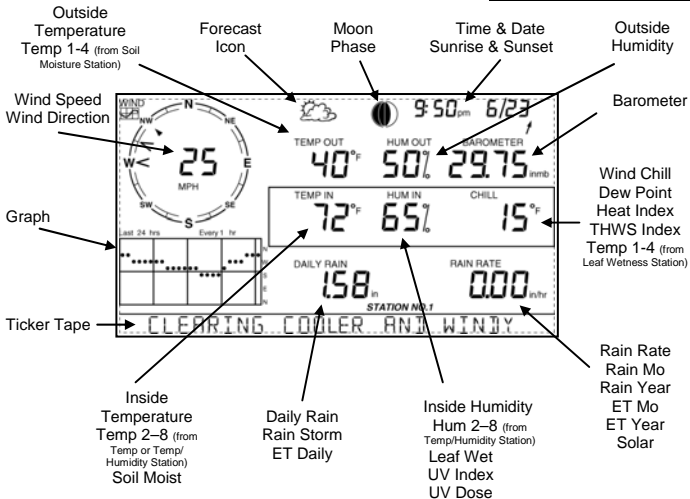 Outside
Temperature
Temp 1-4 (from Soil
Moisture Station)
Forecast
Icon
Moon
Phase
Time & Date
Sunrise & Sunset
Outside
Humidity
Wind Speed
Wind Direction
Barometer
Graph
Wind Chill
Dew Point
Heat Index
THWS Index
Temp 1-4 (from
Leaf Wetness Station)
Ticker Tape
WIND
N
NE
E
SE
S
SW
W
NW
25
MPH
9:50pm 6/23
TEMP OUT HUM OUT BAROMETER
40°F 50% 29.75 inmb
TEMP IN HUM IN CHILL
72°F 65% 15°F
Last 24 hrs Every 1 hr
N
W
S
E
N
DAILY RAIN RAIN RATE
1.58 in 0.00 in/hr
STATION NO.1
CLEARING COOLER AND WINDY
Inside
Temperature
Temp 2–8 (from
Temp or Temp/
Humidity Station)
Soil Moist
Daily Rain
Rain Storm
ET Daily
Inside Humidity
Hum 2–8 (from
Temp/Humidity Station)
Leaf Wet
UV Index
UV Dose
Rain Rate
Rain Mo
Rain Year
ET Mo
ET Year
Solar